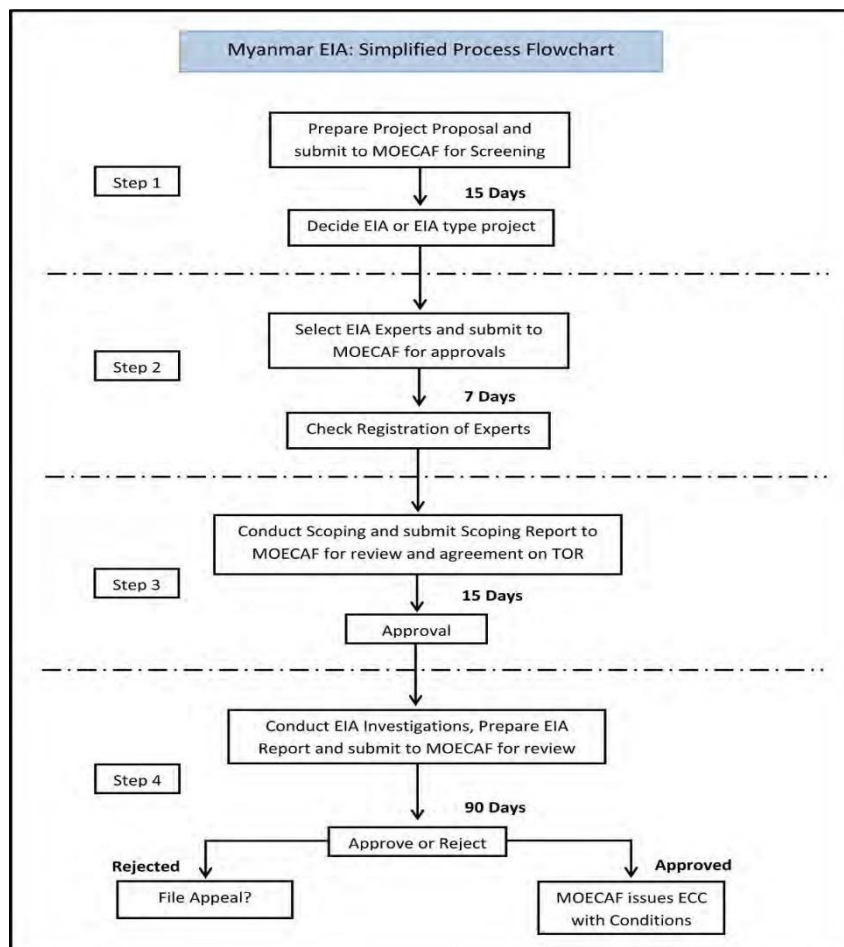 Myanmar EIA: Simplified Process Flowchart
Prepare Project Proposal and
submit to MOECAF for Screening
Step 1
15 Days
Decide EIA or EIA type project
Select EIA Experts and submit to
MOECAF for approvals
Step 2
7 Days
Check Registration of Experts
Conduct Scoping and submit Scoping Report to
MOECAF for review and agreement on TOR
Step 3
15 Days
Approval
Conduct EIA Investigations, Prepare EIA
Report and submit to MOECAF for review
Step 4
90 Days
Approve or Reject
Rejected
Approved
File Appeal?
MOECAF issues ECC
with Conditions